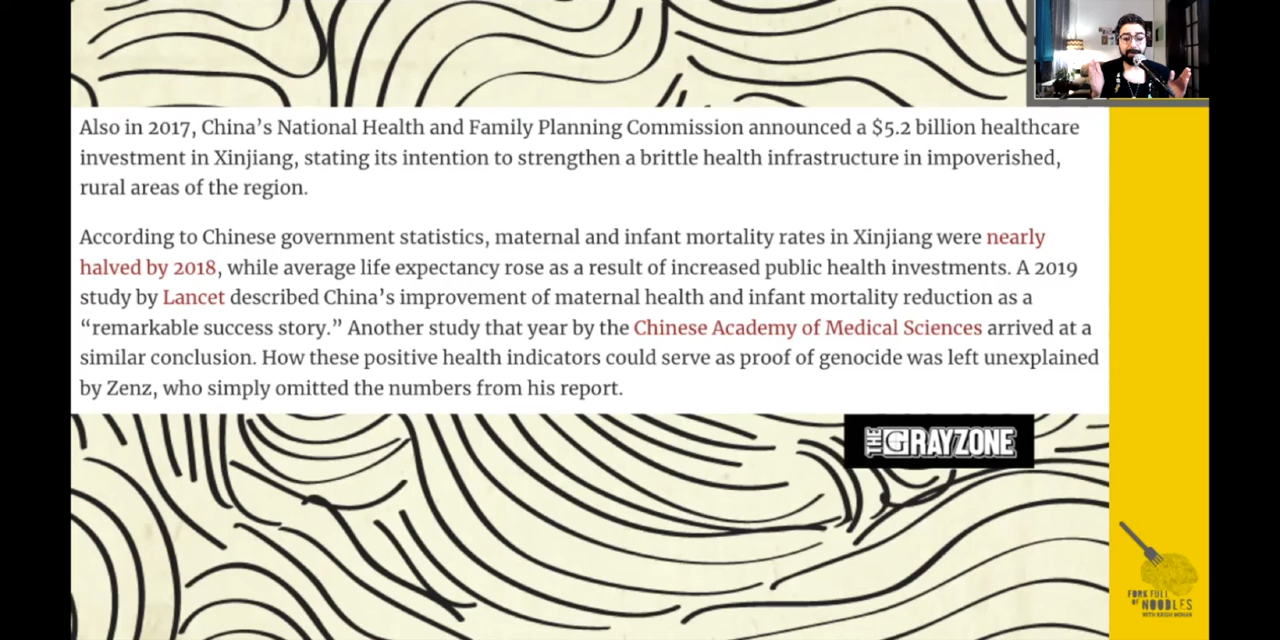 Also in 2017, China's National Health and Family Planning Commission announced a $5.2 billion healthcare
investment in Xinjiang, stating its intention to strengthen a brittle health infrastructure in impoverished,
rural areas of the region.
According to Chinese government statistics, maternal and infant mortality rates in Xinjiang were nearly
halved by 2018, while average life expectancy rose as a result of increased public health investments. A 2019
study by Lancet described China's improvement of maternal health and infant mortality reduction as a
“remarkable success story.” Another study that year by the Chinese Academy of Medical Sciences arrived at a
similar conclusion. How these positive health indicators could serve as proof of genocide was left unexplained
by Zenz, who simply omitted the numbers from his report.
THE GRAYZONE
FORK FULL
OF NOODLES
WITH KRISH MOHAN